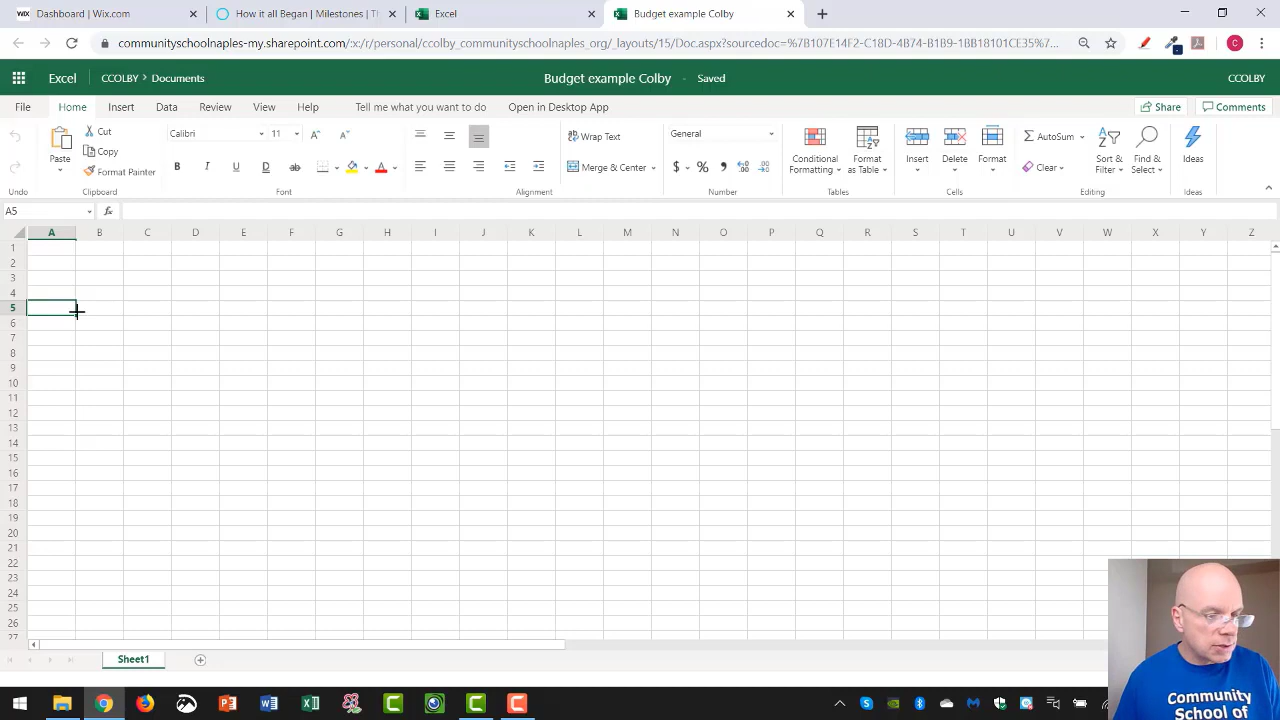 WIX Dashboard | Wix.com
How it all Began | Milestones | T
Excel
Budget example Colby
communityschoolnaples-my.sharepoint.com/:x:/r/personal/ccolby_communityschoolnaples_org/_layouts/15/Doc.aspx?sourcedoc=%7B107E14F2-C18D-4B74-B1B9-1BB18101CE35%7...
C
Excel CCOLBY > Documents Budget example Colby - Saved CCOLBY
File Home Insert Data Review View Help Tell me what you want to do Open in Desktop App Share Comments
Paste Cut Calibri 11 Wrap Text General Conditional Formatting Format as Table Insert Delete Format AutoSum Sort & Filter Find & Select Ideas
Copy
Format Painter B I U D ab A Merge & Center $ % Clear
Undo Clipboard Font Alignment Number Tables Cells Editing Ideas
A5 fx
A B C D E F G H I J K L M N O P Q R S T U V W X Y Z
1
2
3
4
5
6
7
8
9
10
11
12
13
14
15
16
17
18
19
20
21
22
23
24
25
26
27
Sheet1
Community
School of